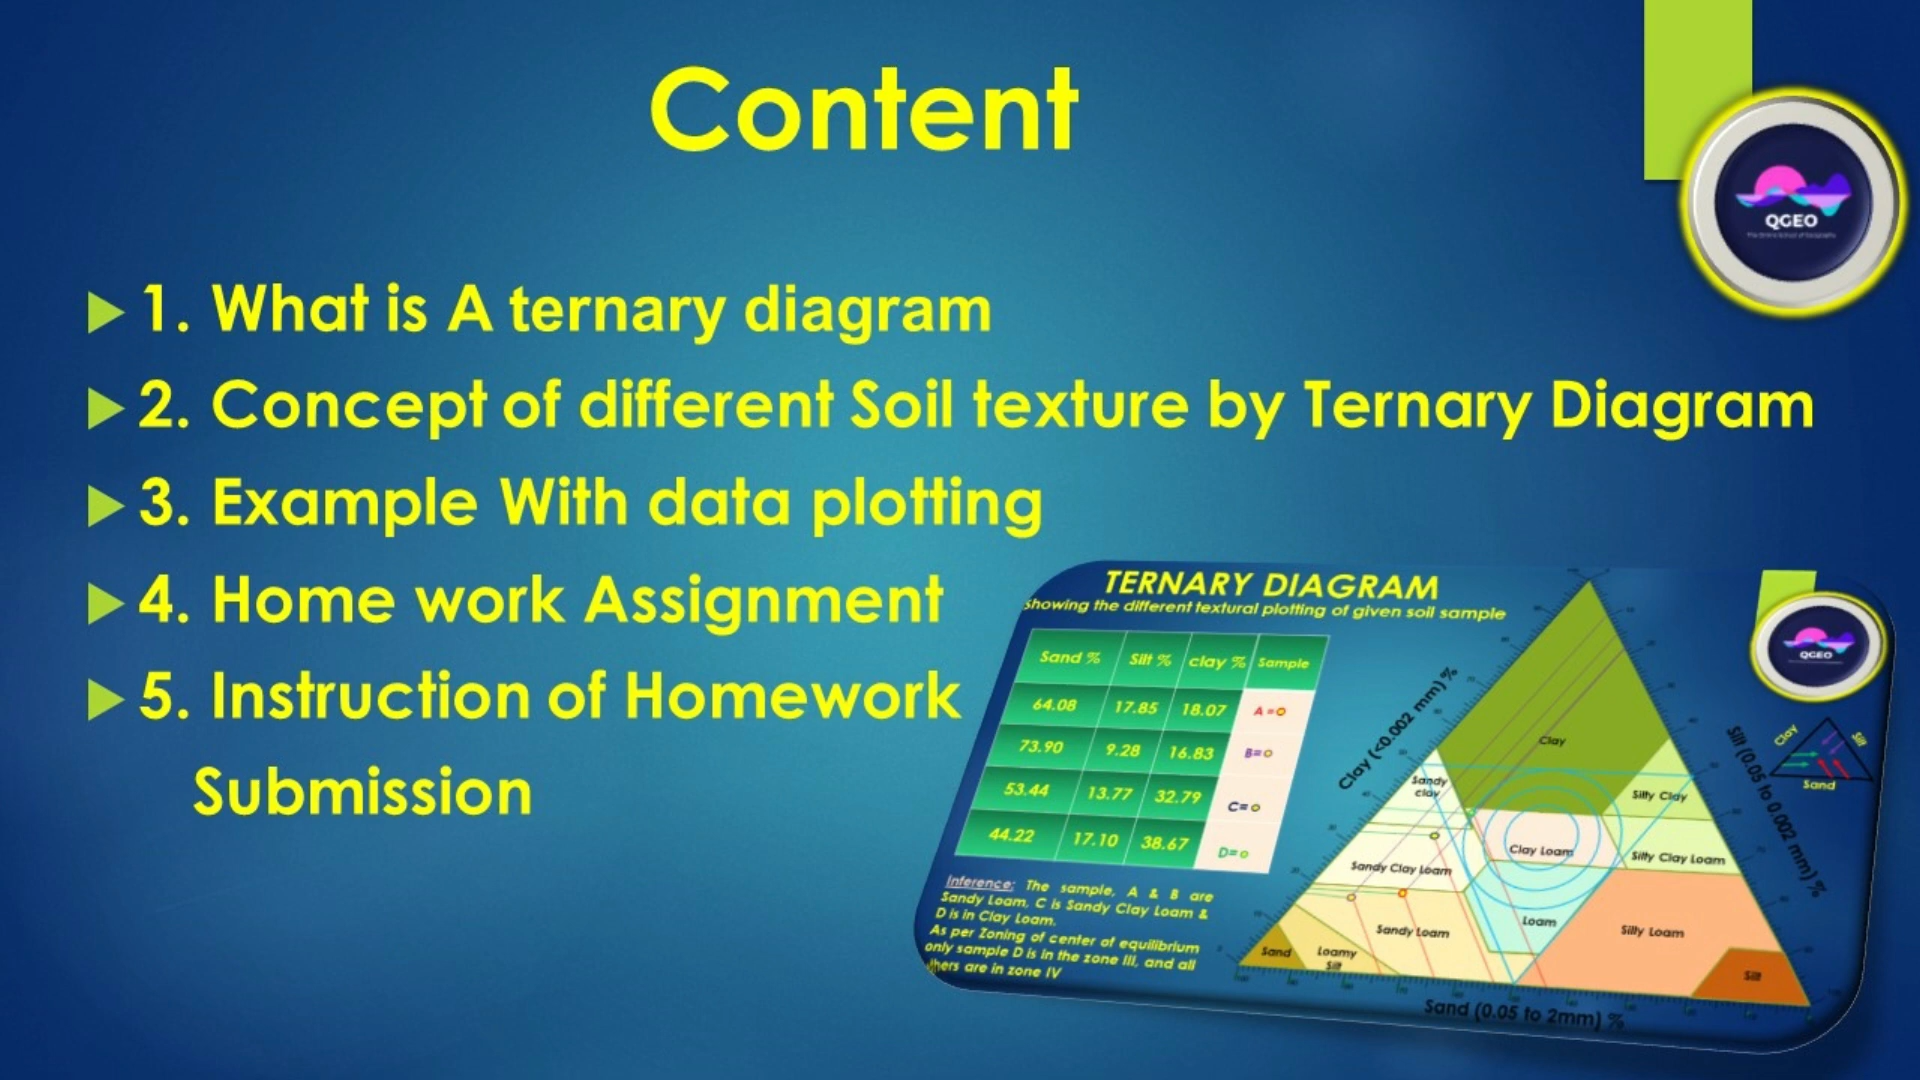 Content
QGEO
1. What is A ternary diagram
2. Concept of different Soil texture by Ternary Diagram
3. Example With data plotting
4. Home work Assignment
5. Instruction of Homework
Submission
TERNARY DIAGRAM
Showing the different textural plotting of given soil sample
Sand % Silt % clay % Sample
64.08 17.85 18.07 A=
73.90 9.28 16.83 B=
53.44 13.77 32.79 C=
44.22 17.10 38.67 D=
Inference: The sample, A & B are
Sandy Loam, C is Sandy Clay Loam &
D is in Clay Loam.
As per Zoning of center of equilibrium
only sample D is in the zone III, and all
thers are in zone IV
Clay (<0.002 mm) %
Silt (0.05 to 0.002 mm) %
Sand (0.05 to 2mm) %
Clay
Sandy
clay
Silty Clay
Clay Loam
Silty Clay Loam
Sandy Clay Loam
Loam
Sandy Loam
Silly Loam
Sand
Loamy
Silt
Silt
QGEO
Clay
Silt
Sand